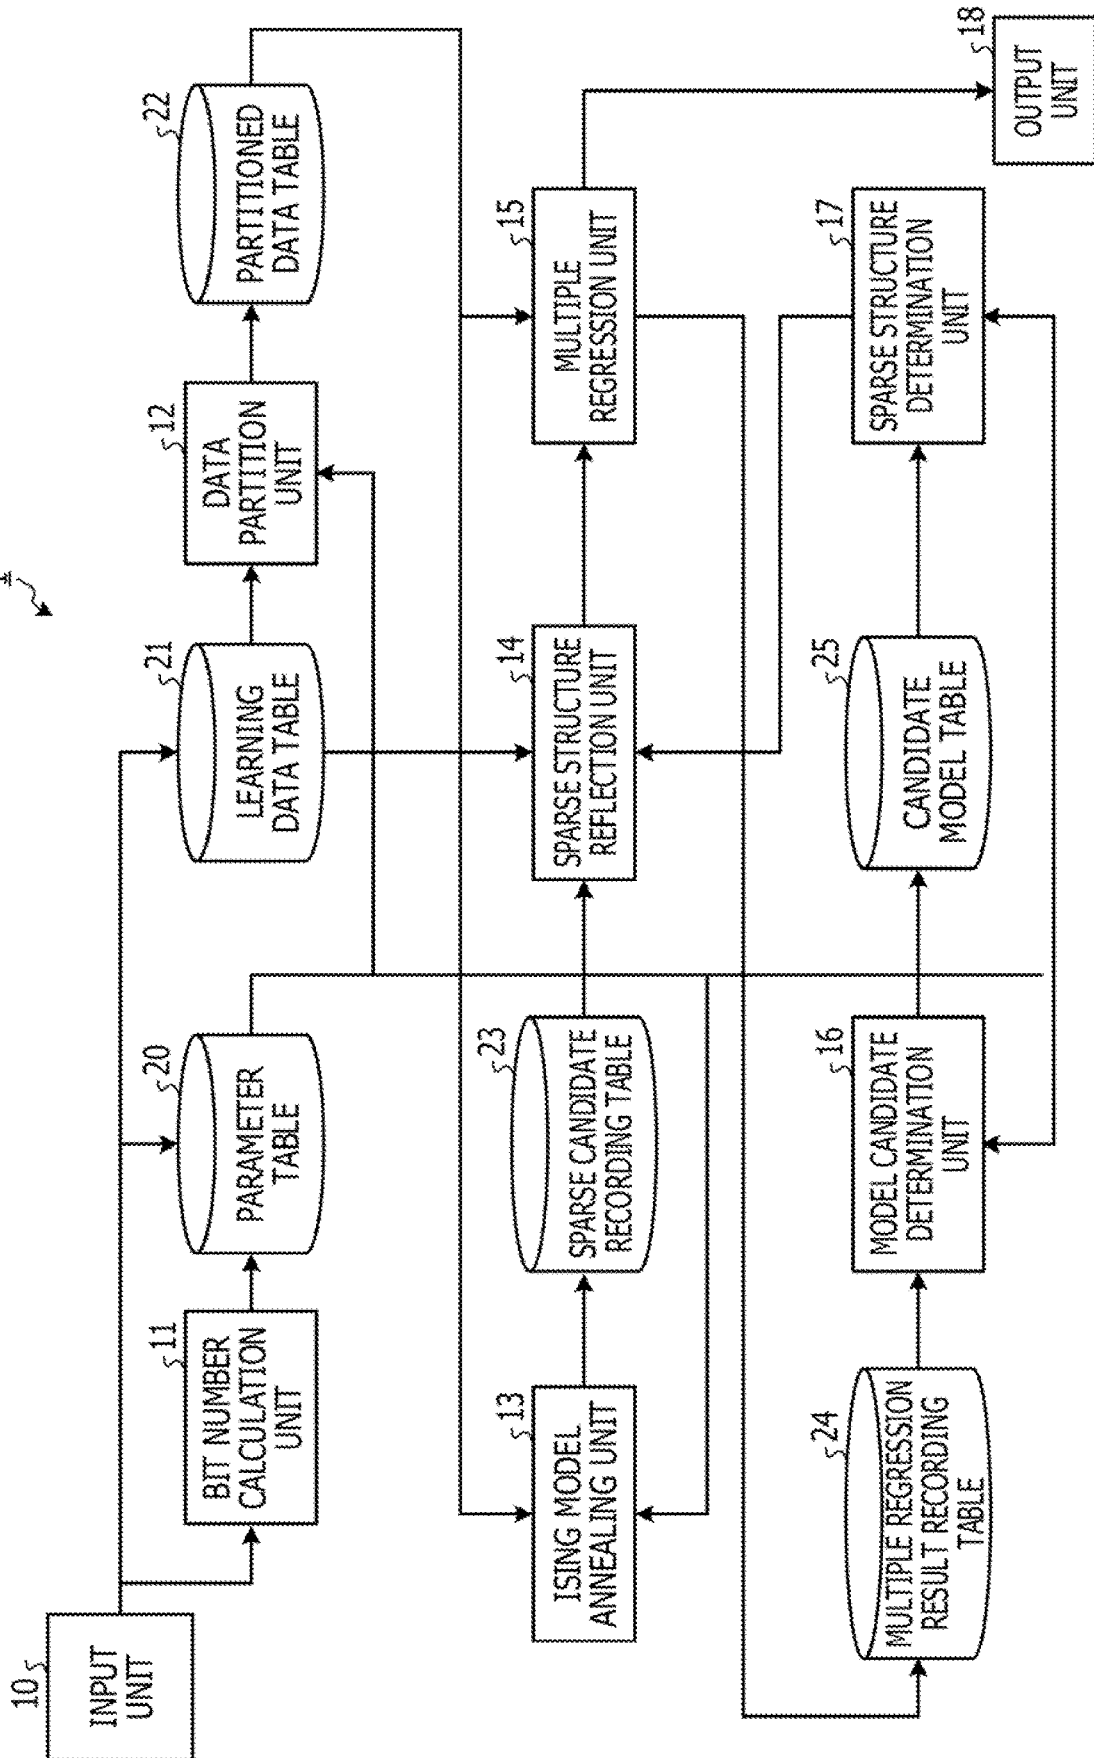 10
INPUT
UNIT
11
BIT NUMBER
CALCULATION
UNIT
20
PARAMETER
TABLE
21
LEARNING
DATA TABLE
12
DATA
PARTITION
UNIT
22
PARTITIONED
DATA TABLE
13
ISING MODEL
ANNEALING UNIT
23
SPARSE CANDIDATE
RECORDING TABLE
14
SPARSE STRUCTURE
REFLECTION UNIT
15
MULTIPLE
REGRESSION UNIT
24
MULTIPLE REGRESSION
RESULT RECORDING
TABLE
16
MODEL CANDIDATE
DETERMINATION
UNIT
25
CANDIDATE
MODEL TABLE
17
SPARSE STRUCTURE
DETERMINATION
UNIT
18
OUTPUT
UNIT